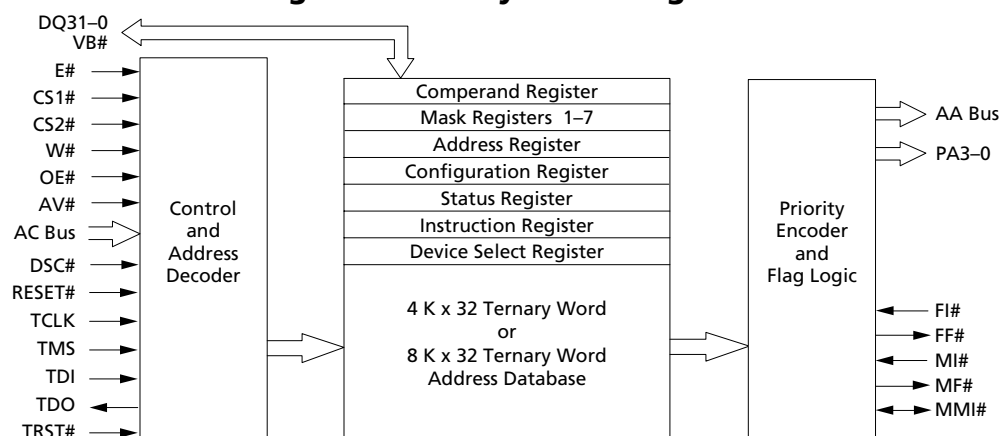 DQ31–0
VB#
E#
CS1#
CS2#
W#
OE#
AV#
AC Bus
DSC#
RESET#
TCLK
TMS
TDI
TDO
TRST#
Control
and
Address
Decoder
Comperand Register
Mask Registers 1–7
Address Register
Configuration Register
Status Register
Instruction Register
Device Select Register
4 K x 32 Ternary Word
or
8 K x 32 Ternary Word
Address Database
Priority
Encoder
and
Flag Logic
AA Bus
PA3–0
FI#
FF#
MI#
MF#
MMI#